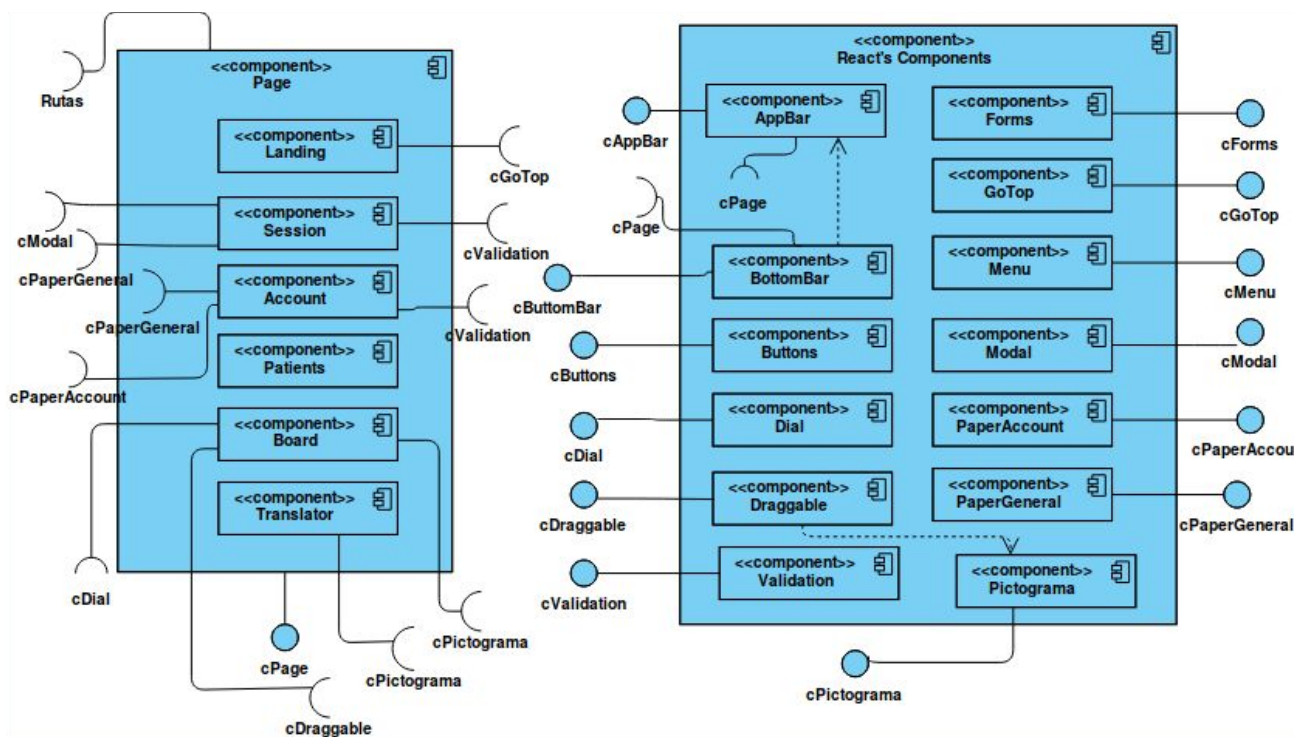 <<component>>
Page
Rutas
<<component>>
Landing
cGoTop
<<component>>
Session
cModal
cPaperGeneral
cValidation
<<component>>
Account
cPaperGeneral
cValidation
cPaperAccount
<<component>>
Patients
<<component>>
Board
<<component>>
Translator
cDial
cPage
cPictograma
cPictograma
cDraggable
<<component>>
React's Components
<<component>>
AppBar
cAppBar
cPage
cPage
<<component>>
BottomBar
cButtomBar
<<component>>
Buttons
cButtons
<<component>>
Dial
cDial
<<component>>
Draggable
cDraggable
<<component>>
Validation
cValidation
<<component>>
Forms
cForms
<<component>>
GoTop
cGoTop
<<component>>
Menu
cMenu
<<component>>
Modal
cModal
<<component>>
PaperAccount
cPaperAccou
<<component>>
PaperGeneral
cPaperGeneral
<<component>>
Pictograma
cPictograma